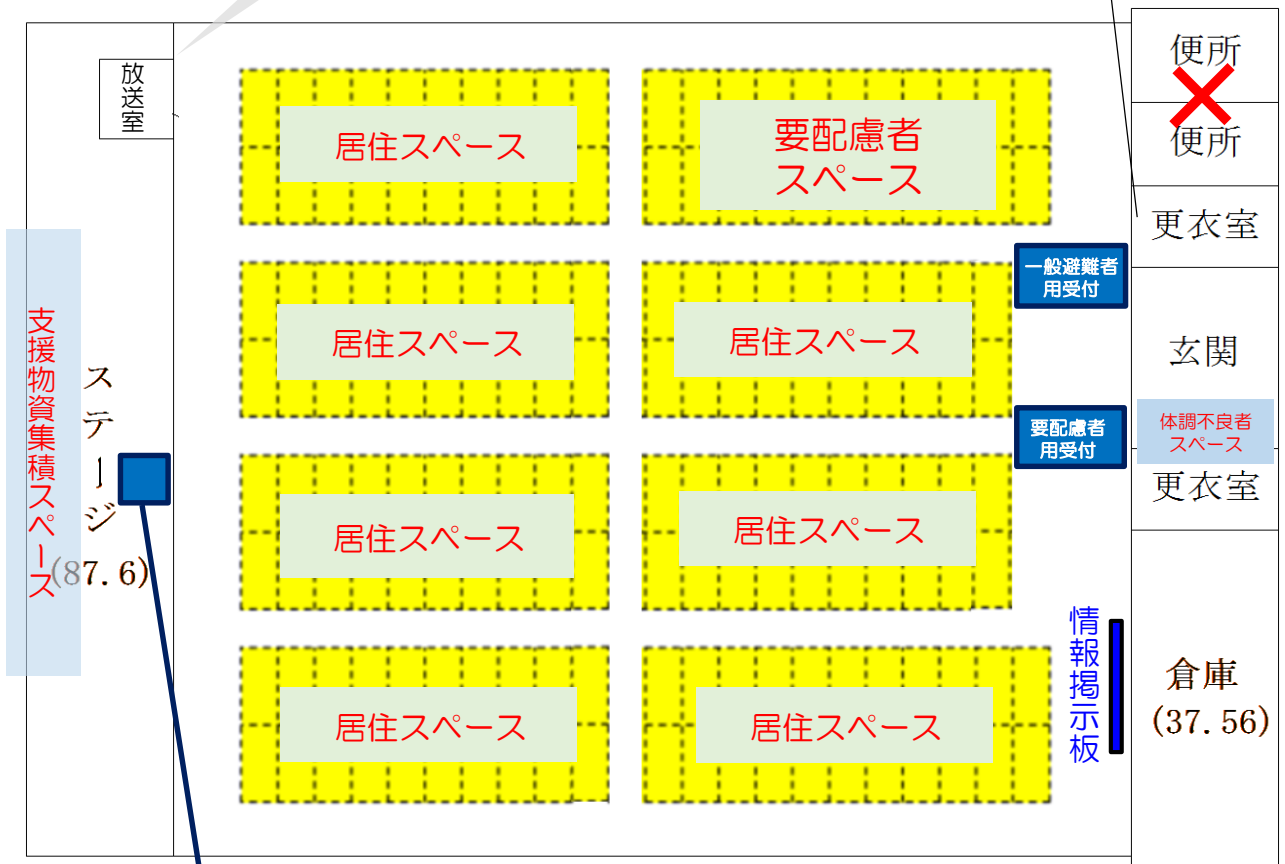 放送室
支援物資集積スペース
ステージ
(87.6)
居住スペース
要配慮者
スペース
居住スペース
居住スペース
居住スペース
居住スペース
居住スペース
居住スペース
一般避難者
用受付
要配慮者
用受付
情報掲示板
便所
便所
更衣室
玄関
体調不良者
スペース
更衣室
倉庫
(37.56)